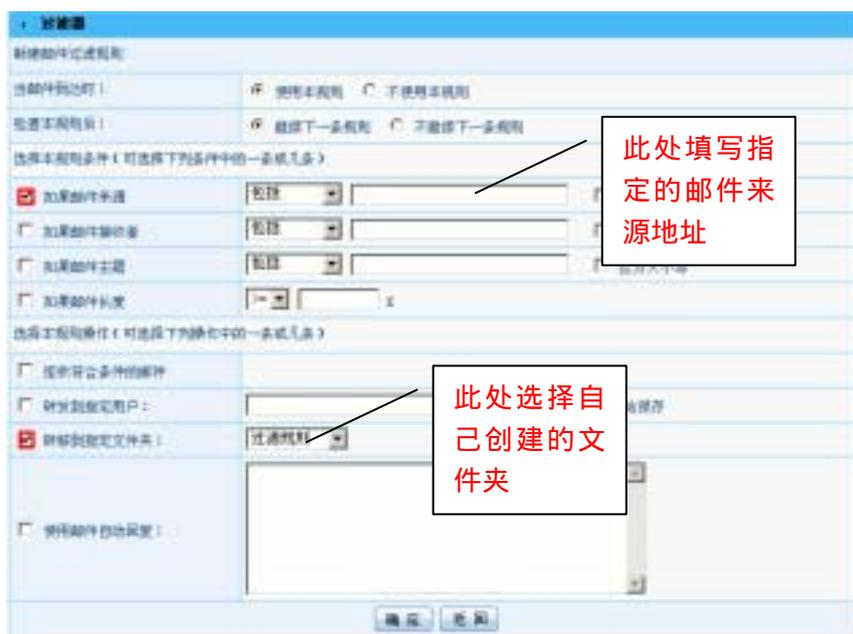 过滤器
新建邮件过滤规则
当邮件到达时： 使用本规则 不使用本规则
检查本规则后： 继续下一条规则 不继续下一条规则
选择本规则条件(可选择下列条件中的一条或几条)
此处填写指
定的邮件来
源地址
如果邮件来源 包括
如果邮件接收者 包括
如果邮件主题 包括 区分大小写
如果邮件长度 >=
选择本规则操作(可选择下列操作中的一条或几条)
拒收符合条件的邮件
转发到指定用户：
转移到指定文件夹： 过滤规则
此处选择自
己创建的文
件夹
使用邮件自动回复：
确定 返回